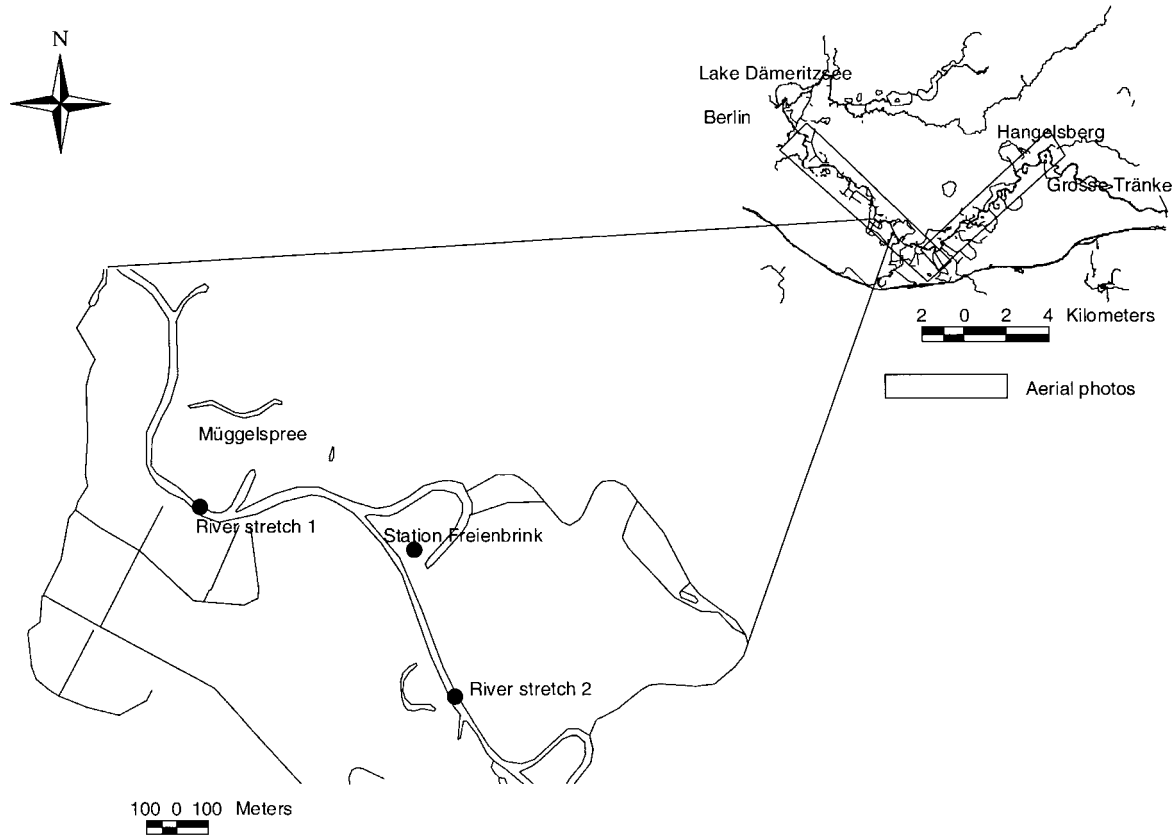 N
Lake Dämeritzsee
Berlin
Hangelsberg
Grosse Tränke
2 0 2 4 Kilometers
Aerial photos
Müggelspree
River stretch 1
Station Freienbrink
River stretch 2
100 0 100 Meters